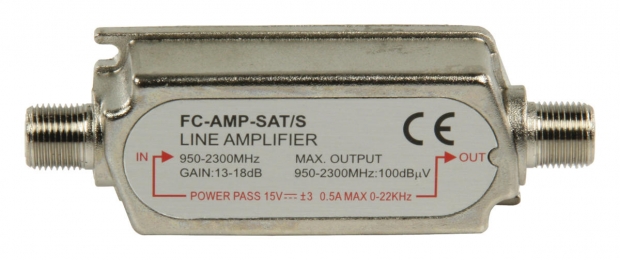 FC-AMP-SAT/S
LINE AMPLIFIER
CE
IN 950-2300MHz MAX. OUTPUT OUT
GAIN:13-18dB 950-2300MHz:100dBµV
POWER PASS 15V⎓ ±3 0.5A MAX 0-22KHz